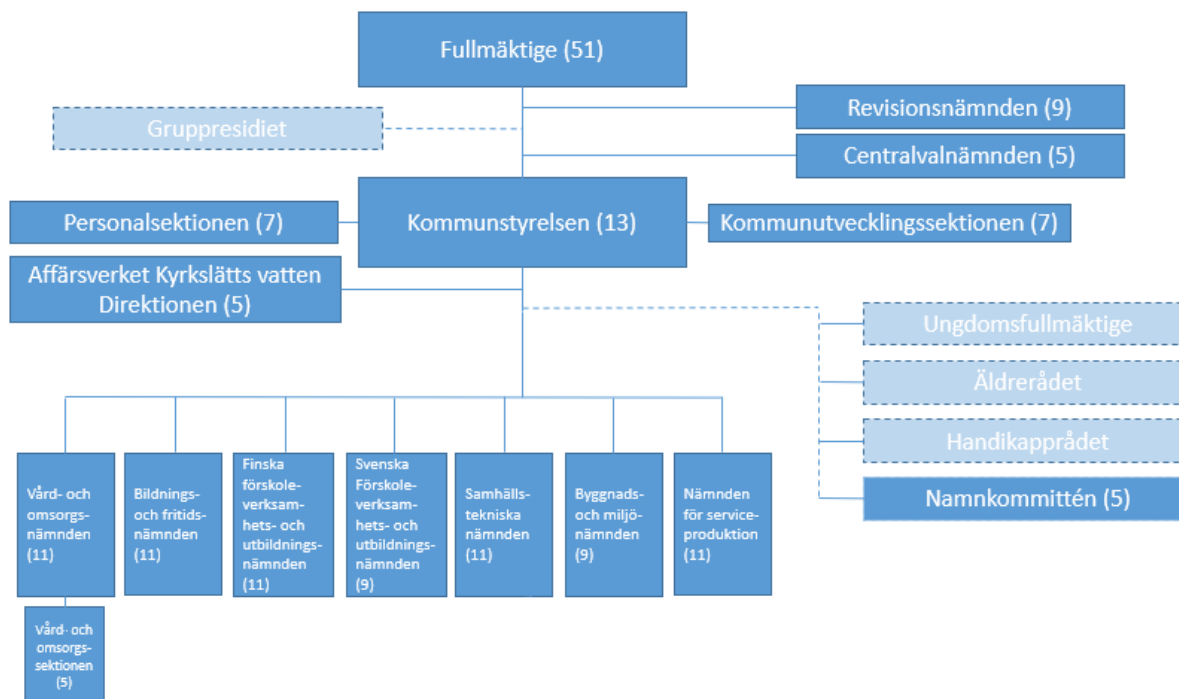 Fullmäktige (51)
Gruppresidiet
Revisionsnämnden (9)
Centralvalnämnden (5)
Personalsektionen (7)
Kommunstyrelsen (13)
Kommunutvecklingssektionen (7)
Affärsverket Kyrkslätts vatten
Direktionen (5)
Ungdomsfullmäktige
Äldrerådet
Handikapprådet
Namnkommittén (5)
Vård- och
omsorgs-
nämnden
(11)
Bildnings-
och fritids-
nämnden
(11)
Finska
förskole-
verksam-
hets- och
utbildnings-
nämnden
(11)
Svenska
Förskole-
verksam-
hets- och
utbildnings-
nämnden
(9)
Samhälls-
tekniska
nämnden
(11)
Byggnads-
och miljö-
nämnden
(9)
Nämnden
för service-
produktion
(11)
Vård- och
omsorgs-
sektionen
(5)